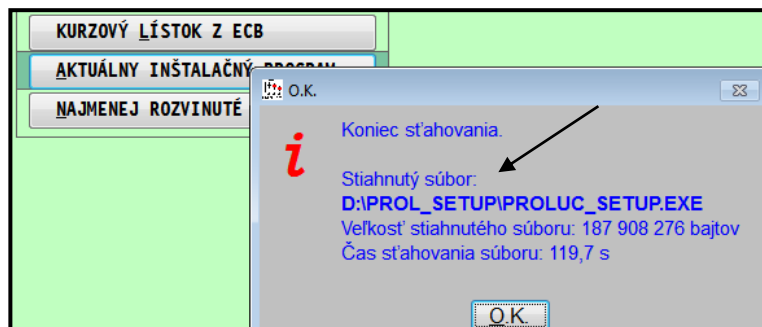 KURZOVÝ LÍSTOK Z ECB
AKTUÁLNY INŠTALAČNÝ PROGRAM
NAJMENEJ ROZVINUTÉ
O.K.
Koniec sťahovania.
Stiahnutý súbor:
D:\PROL_SETUP\PROLUC_SETUP.EXE
Veľkosť stiahnutého súboru: 187 908 276 bajtov
Čas sťahovania súboru: 119,7 s
O.K.